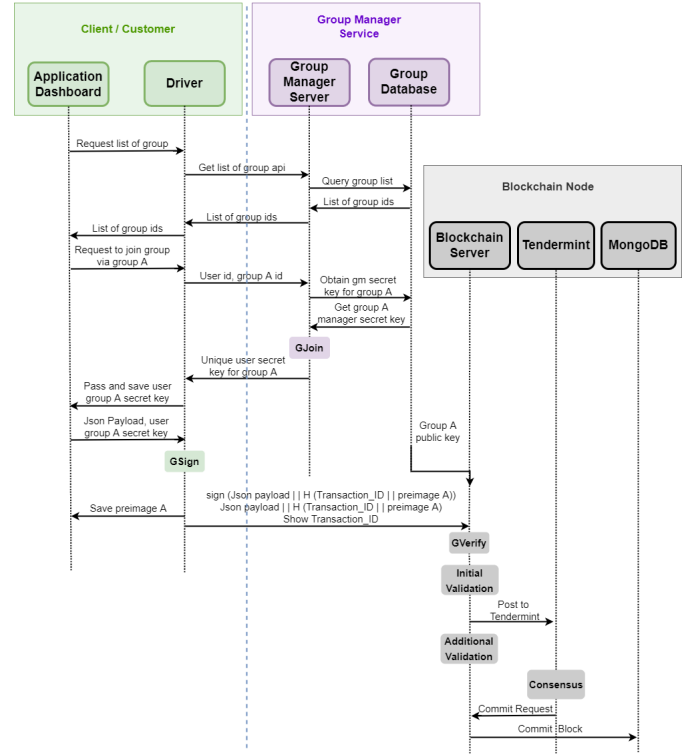 Client / Customer
Group Manager
Service
Application
Dashboard
Driver
Group
Manager
Server
Group
Database
Request list of group
Get list of group api
Query group list
List of group ids
List of group ids
List of group ids
Blockchain Node
Blockchain
Server
Tendermint
MongoDB
Request to join group
via group A
User id, group A id
Obtain gm secret
key for group A
Get group A
manager secret key
GJoin
Unique user secret
key for group A
Pass and save user
group A secret key
Json Payload, user
group A secret key
Group A
public key
GSign
sign (Json payload | | H (Transaction_ID | | preimage A))
Json payload | | H (Transaction_ID | | preimage A)
Show Transaction_ID
Save preimage A
GVerify
Initial
Validation
Post to
Tendermint
Additional
Validation
Consensus
Commit Request
Commit Block